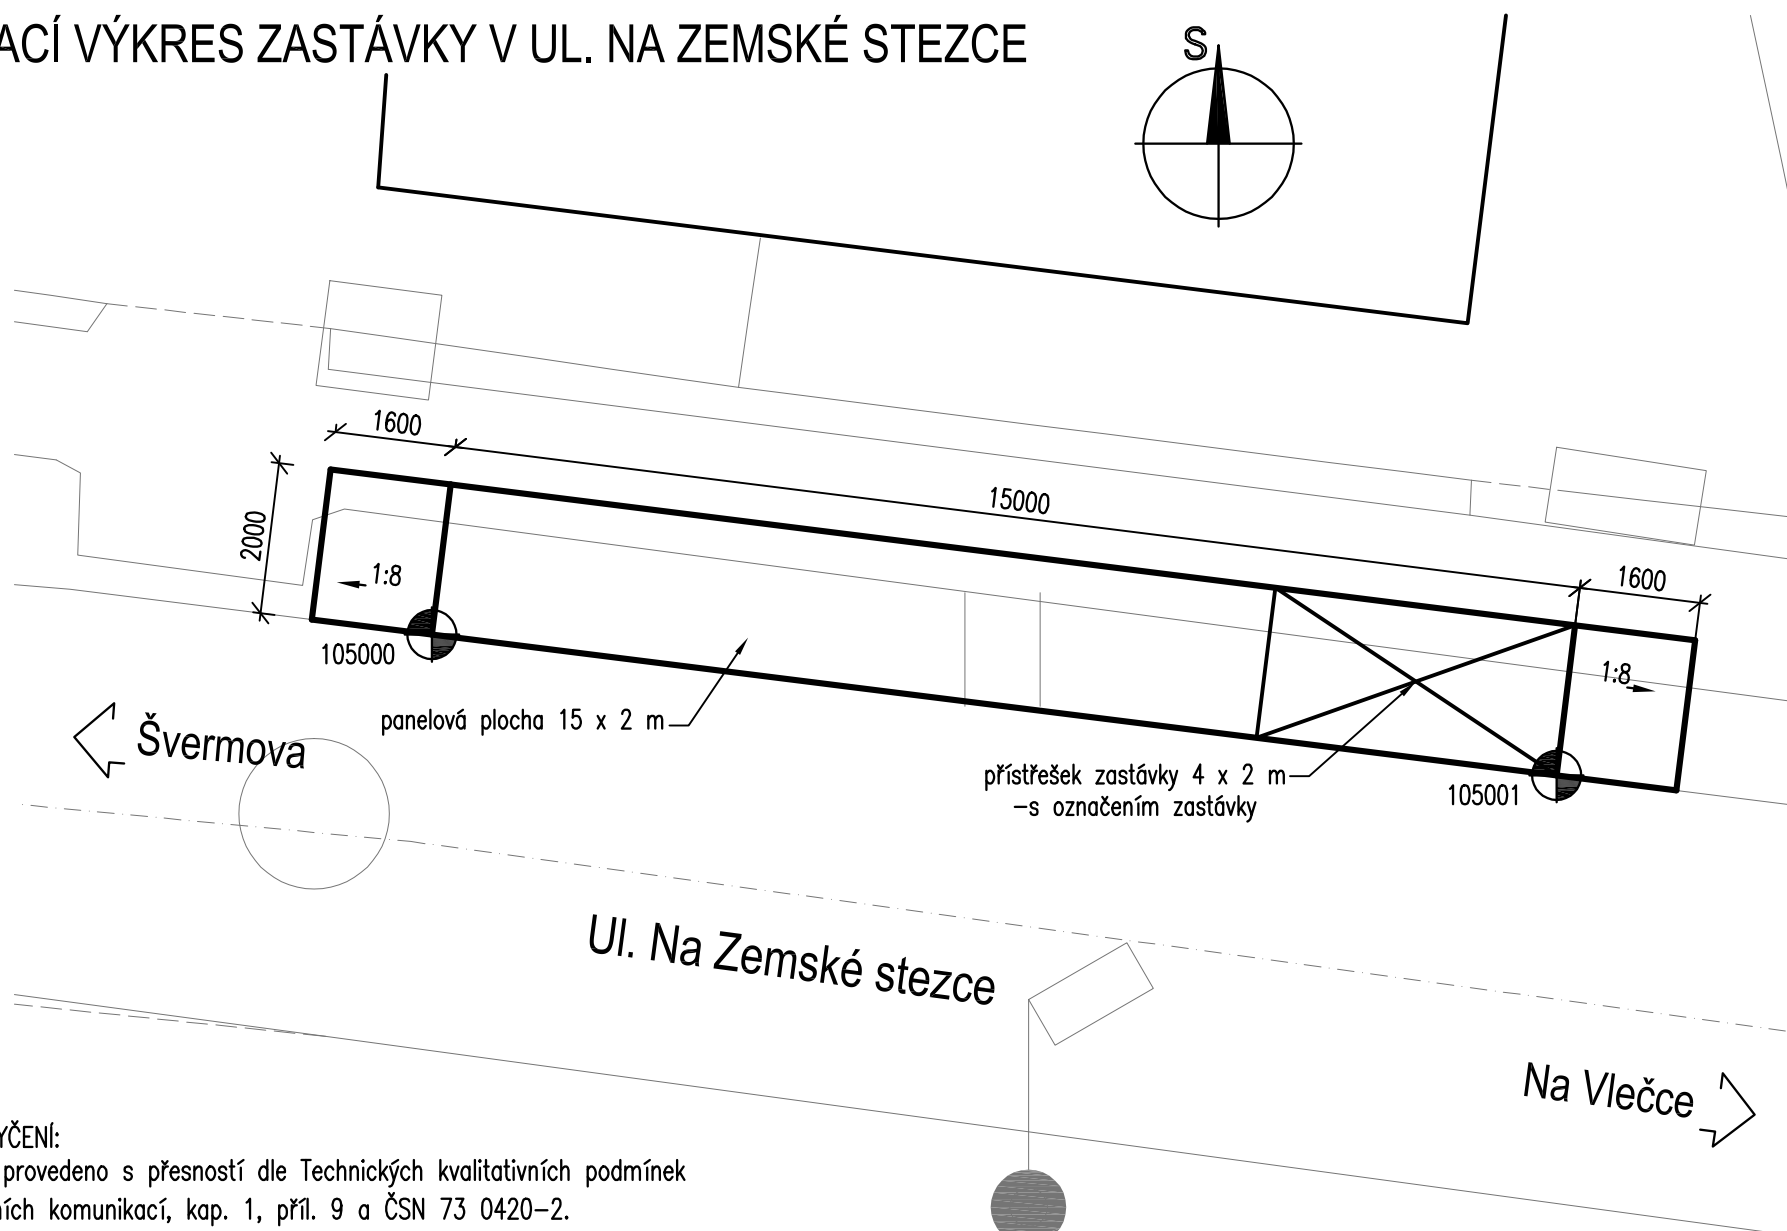 ACÍ VÝKRES ZASTÁVKY V UL. NA ZEMSKÉ STEZCE
S
1600
15000
2000
1:8
1600
1:8
105000
panelová plocha 15 x 2 m
Švermova
přístřešek zastávky 4 x 2 m
-s označením zastávky
105001
Ul. Na Zemské stezce
Na Vlečce
YČENÍ:
provedeno s přesností dle Technických kvalitativních podmínek
ních komunikací, kap. 1, příl. 9 a ČSN 73 0420-2.